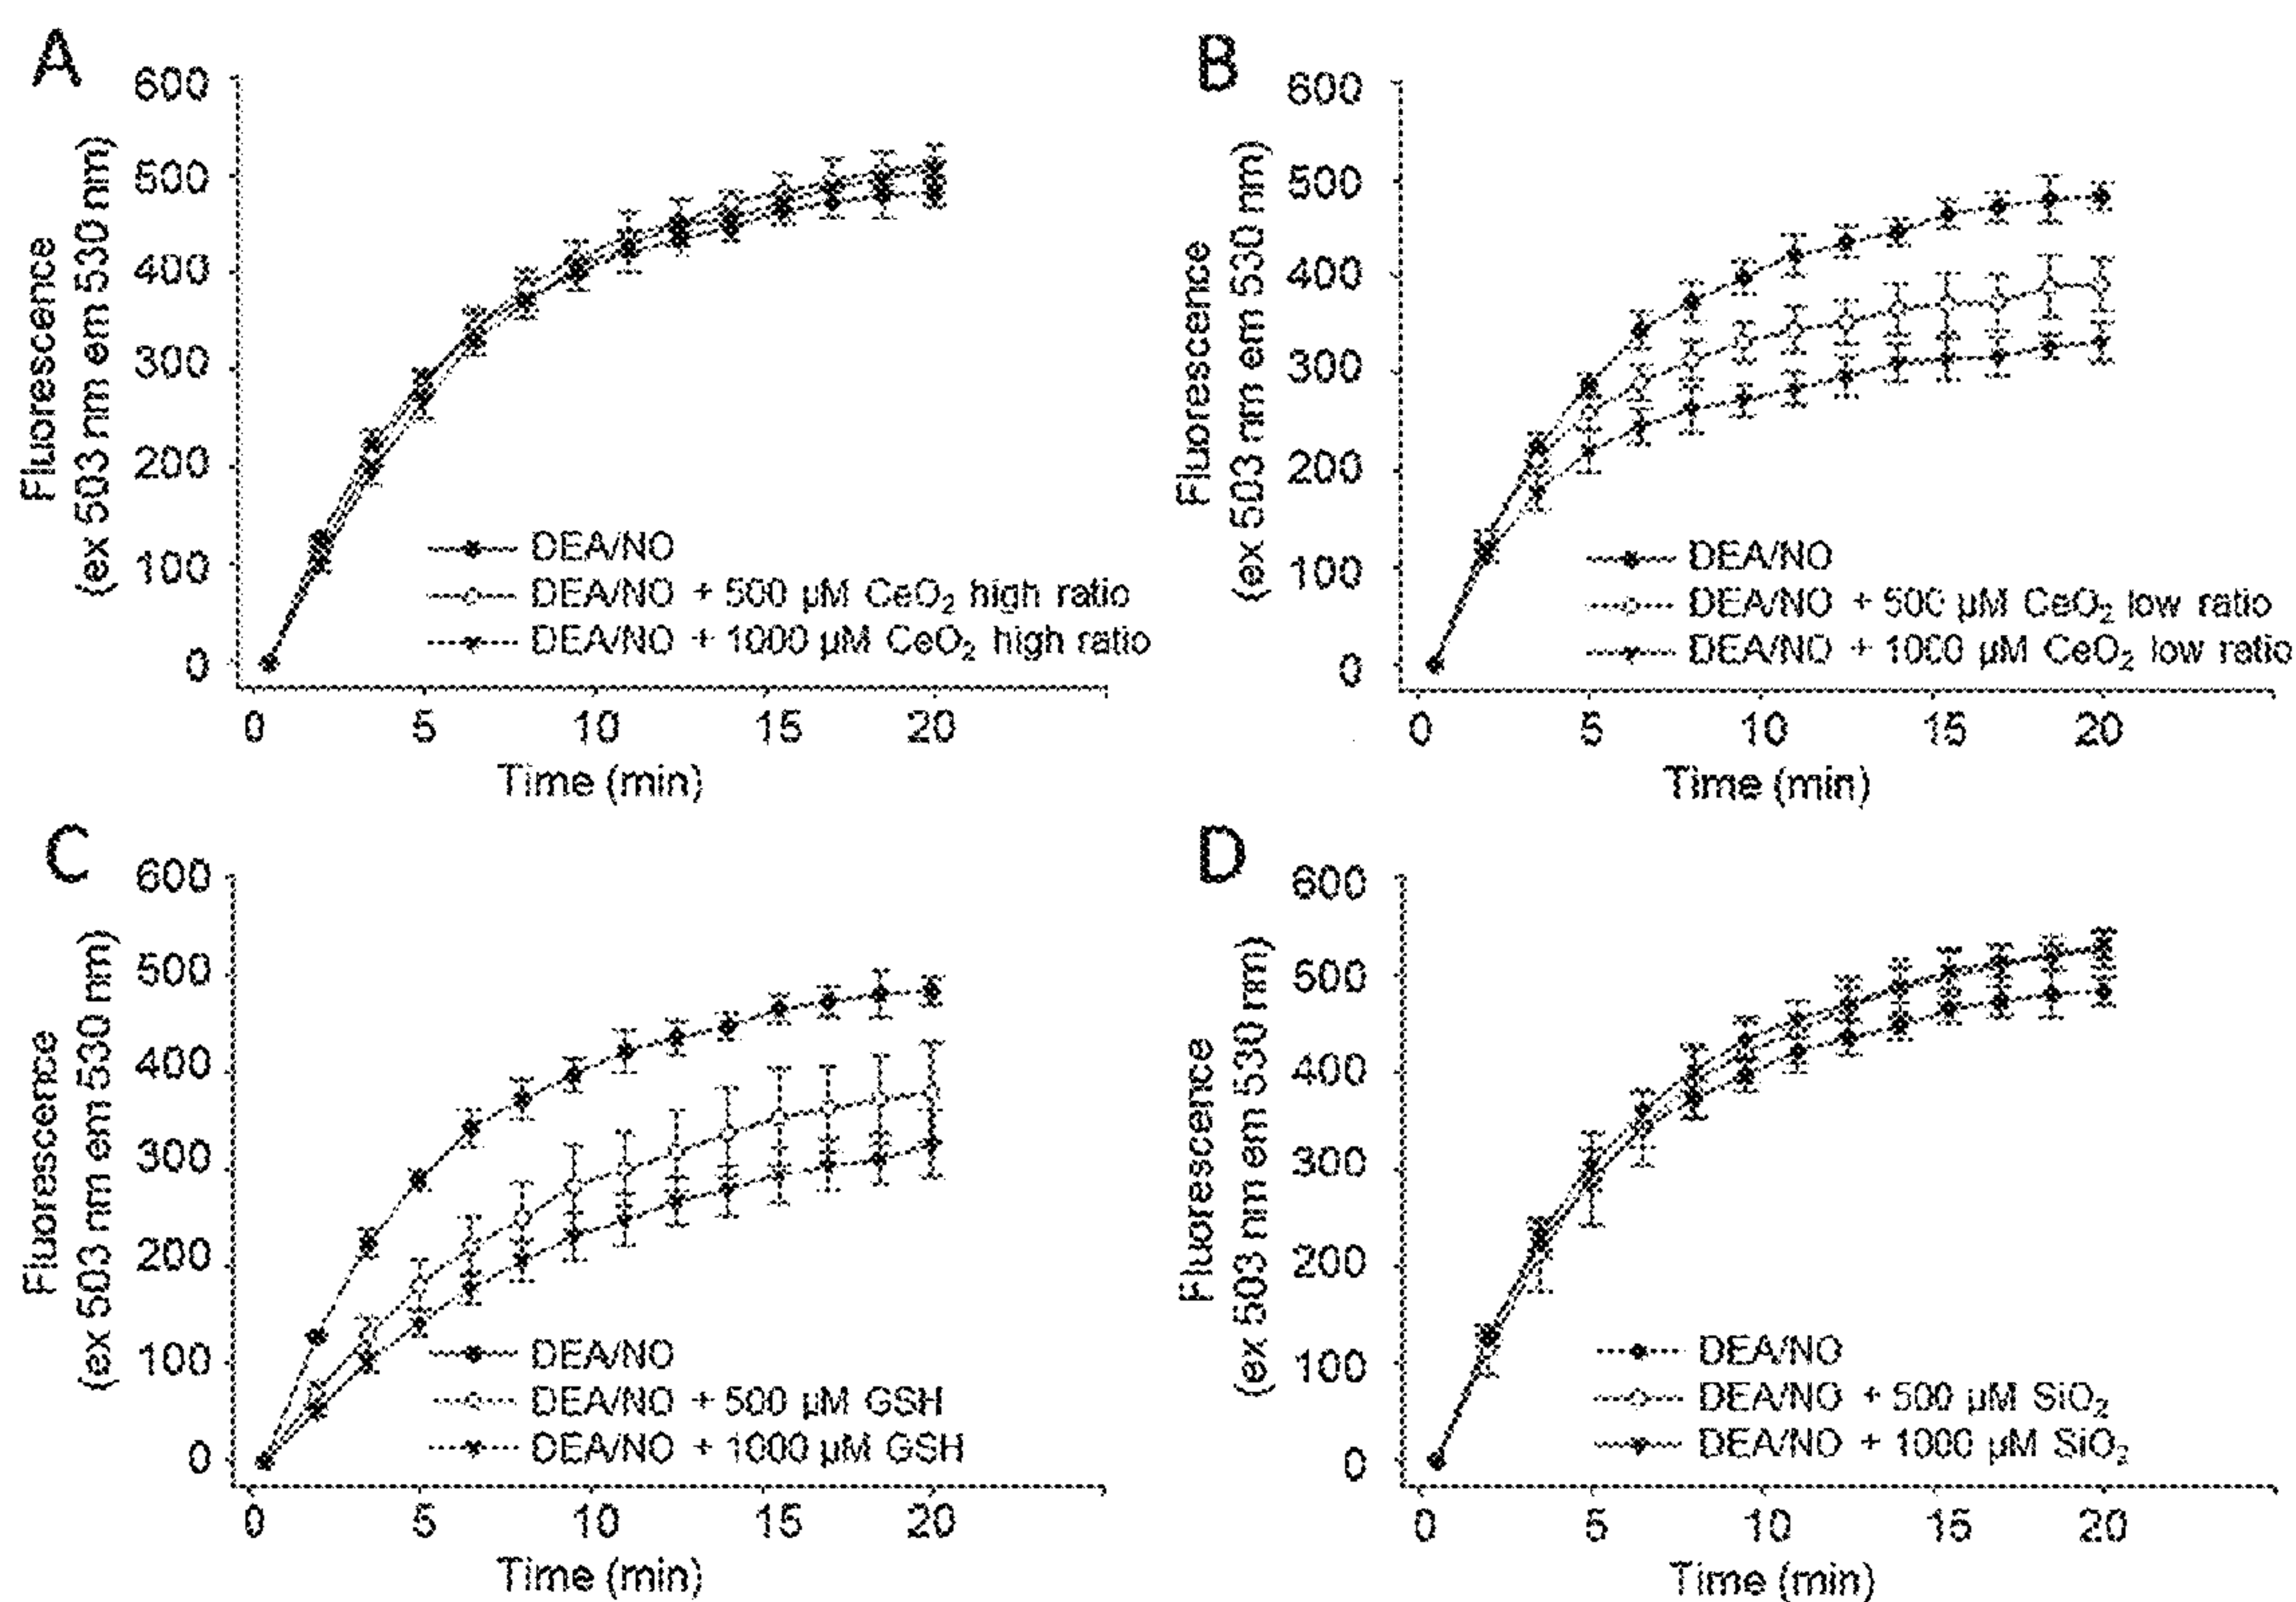 A
600
500
400
300
200
100
0
Fluorescence
(ex 503 nm em 530 nm)
DEA/NO
DEA/NO + 500 µM CeO₂ high ratio
DEA/NO + 1000 µM CeO₂ high ratio
0 5 10 15 20
Time (min)
B
600
500
400
300
200
100
0
Fluorescence
(ex 503 nm em 530 nm)
DEA/NO
DEA/NO + 500 µM CeO₂ low ratio
DEA/NO + 1000 µM CeO₂ low ratio
0 5 10 15 20
Time (min)
C
600
500
400
300
200
100
0
Fluorescence
(ex 503 nm em 530 nm)
DEA/NO
DEA/NO + 500 µM GSH
DEA/NO + 1000 µM GSH
0 5 10 15 20
Time (min)
D
600
500
400
300
200
100
0
Fluorescence
(ex 503 nm em 530 nm)
DEA/NO
DEA/NO + 500 µM SiO₂
DEA/NO + 1000 µM SiO₂
0 5 10 15 20
Time (min)